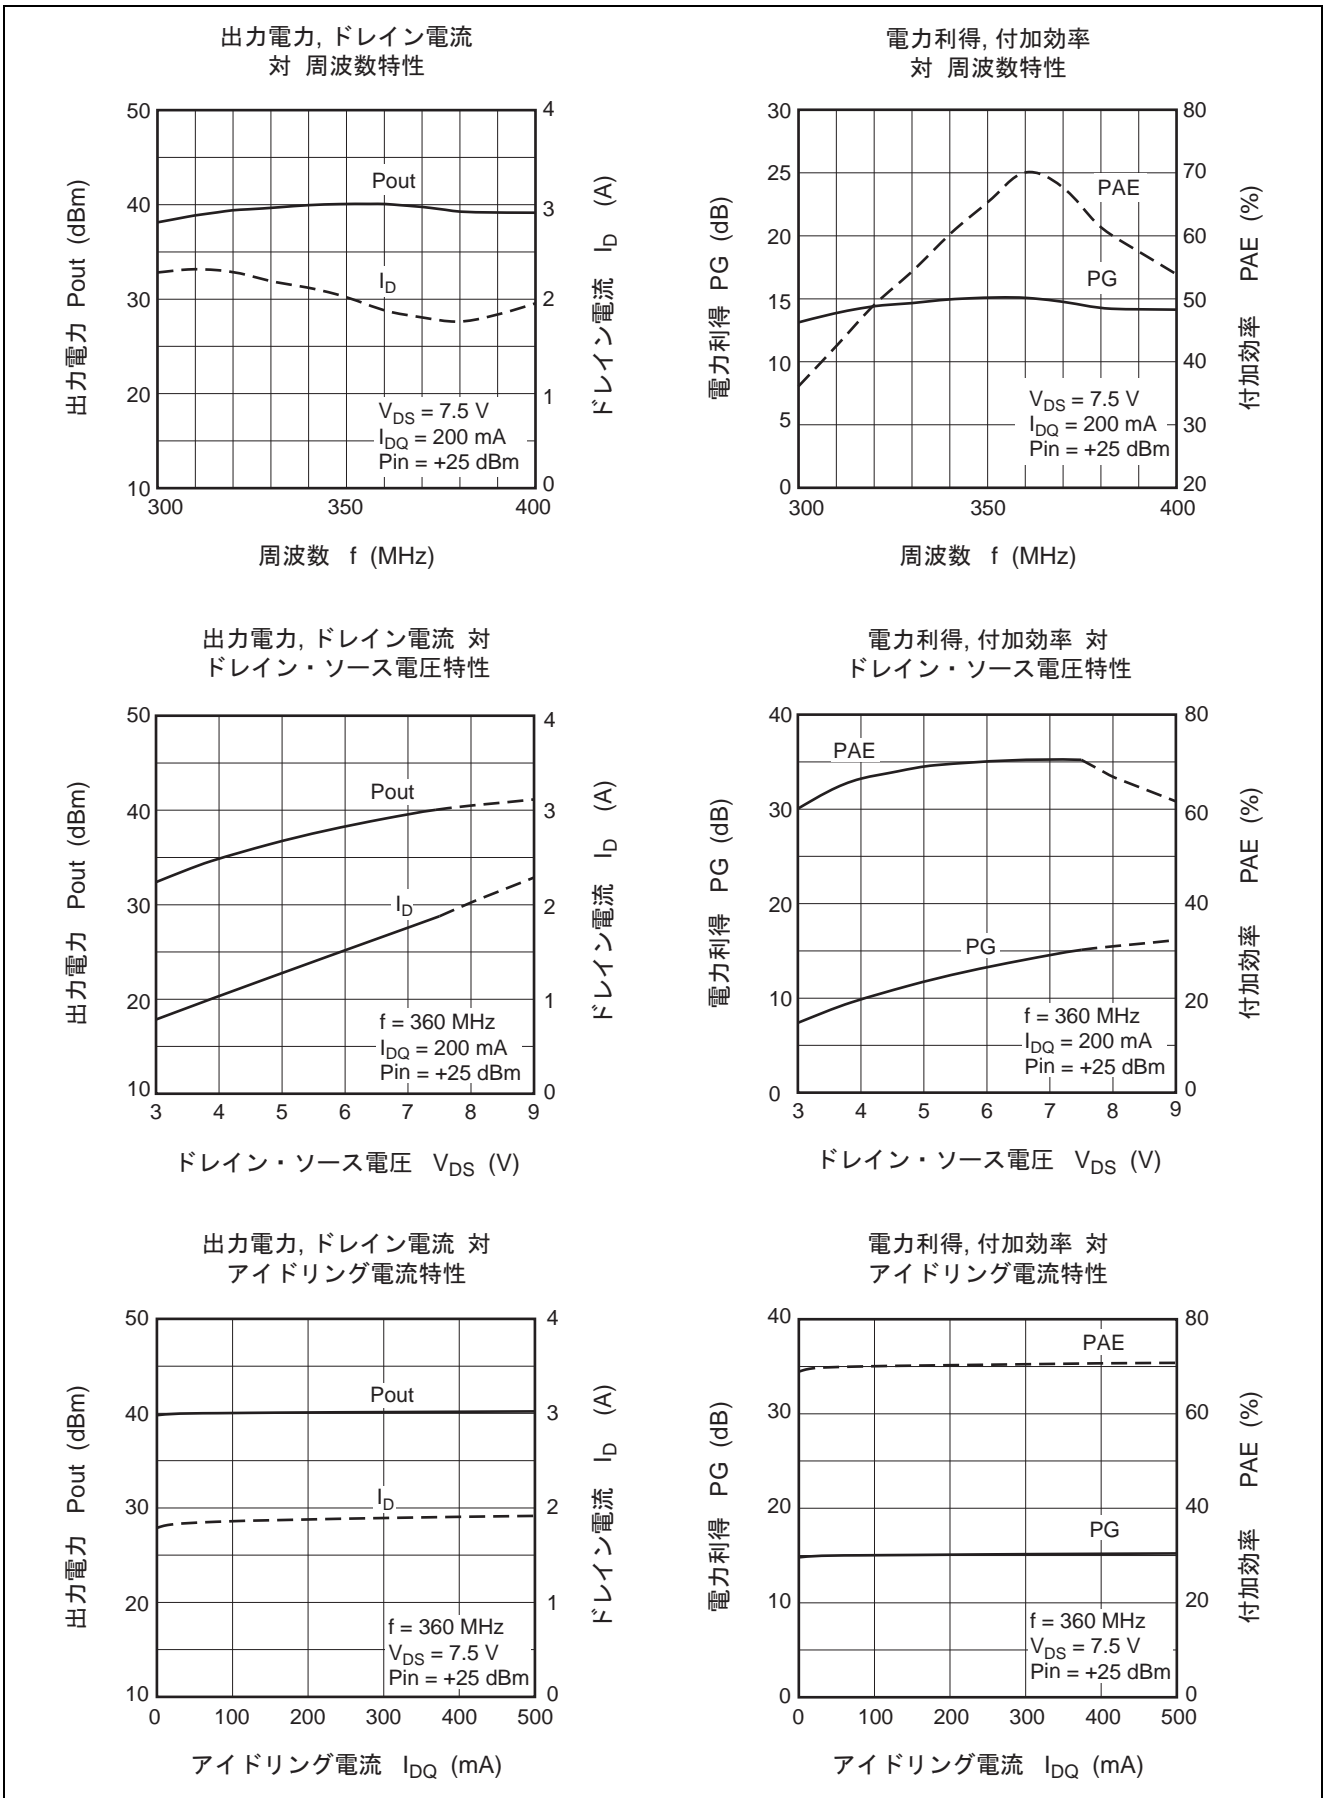 出力電力, ドレイン電流
対 周波数特性
50
40
30
20
10
4
3
2
1
0
Pout
I_D
V_DS = 7.5 V
I_DQ = 200 mA
Pin = +25 dBm
300
350
400
出力電力 Pout (dBm)
ドレイン電流 I_D (A)
周波数 f (MHz)
電力利得, 付加効率
対 周波数特性
30
25
20
15
10
5
0
80
70
60
50
40
30
20
PAE
PG
V_DS = 7.5 V
I_DQ = 200 mA
Pin = +25 dBm
300
350
400
電力利得 PG (dB)
付加効率 PAE (%)
周波数 f (MHz)
出力電力, ドレイン電流 対
ドレイン・ソース電圧特性
50
40
30
20
10
4
3
2
1
0
Pout
I_D
f = 360 MHz
I_DQ = 200 mA
Pin = +25 dBm
3
4
5
6
7
8
9
出力電力 Pout (dBm)
ドレイン電流 I_D (A)
ドレイン・ソース電圧 V_DS (V)
電力利得, 付加効率 対
ドレイン・ソース電圧特性
40
30
20
10
0
80
60
40
20
0
PAE
PG
f = 360 MHz
I_DQ = 200 mA
Pin = +25 dBm
3
4
5
6
7
8
9
電力利得 PG (dB)
付加効率 PAE (%)
ドレイン・ソース電圧 V_DS (V)
出力電力, ドレイン電流 対
アイドリング電流特性
50
40
30
20
10
4
3
2
1
0
Pout
I_D
f = 360 MHz
V_DS = 7.5 V
Pin = +25 dBm
0
100
200
300
400
500
出力電力 Pout (dBm)
ドレイン電流 I_D (A)
アイドリング電流 I_DQ (mA)
電力利得, 付加効率 対
アイドリング電流特性
40
30
20
10
0
80
60
40
20
0
PAE
PG
f = 360 MHz
V_DS = 7.5 V
Pin = +25 dBm
0
100
200
300
400
500
電力利得 PG (dB)
付加効率 PAE (%)
アイドリング電流 I_DQ (mA)